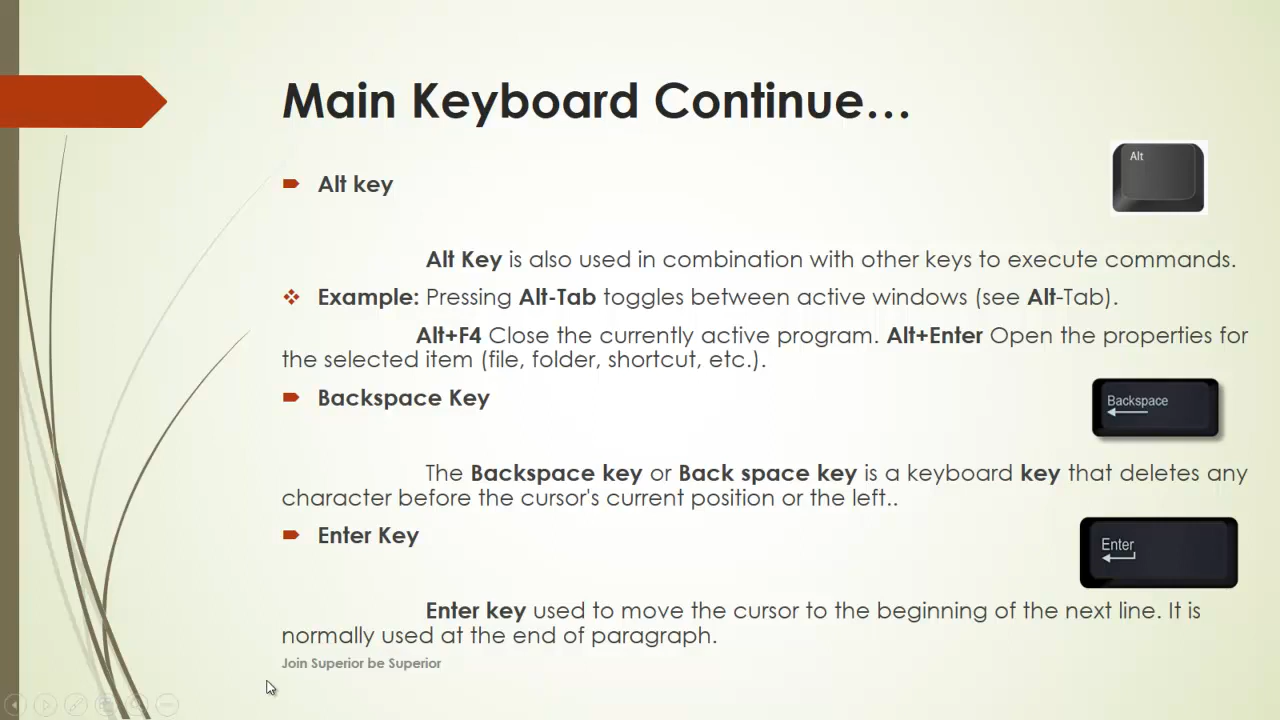 Main Keyboard Continue...
Alt
Alt key
Alt Key is also used in combination with other keys to execute commands.
Example: Pressing Alt-Tab toggles between active windows (see Alt-Tab).
Alt+F4 Close the currently active program. Alt+Enter Open the properties for
the selected item (file, folder, shortcut, etc.).
Backspace Key
Backspace
The Backspace key or Back space key is a keyboard key that deletes any
character before the cursor's current position or the left..
Enter Key
Enter
Enter key used to move the cursor to the beginning of the next line. It is
normally used at the end of paragraph.
Join Superior be Superior